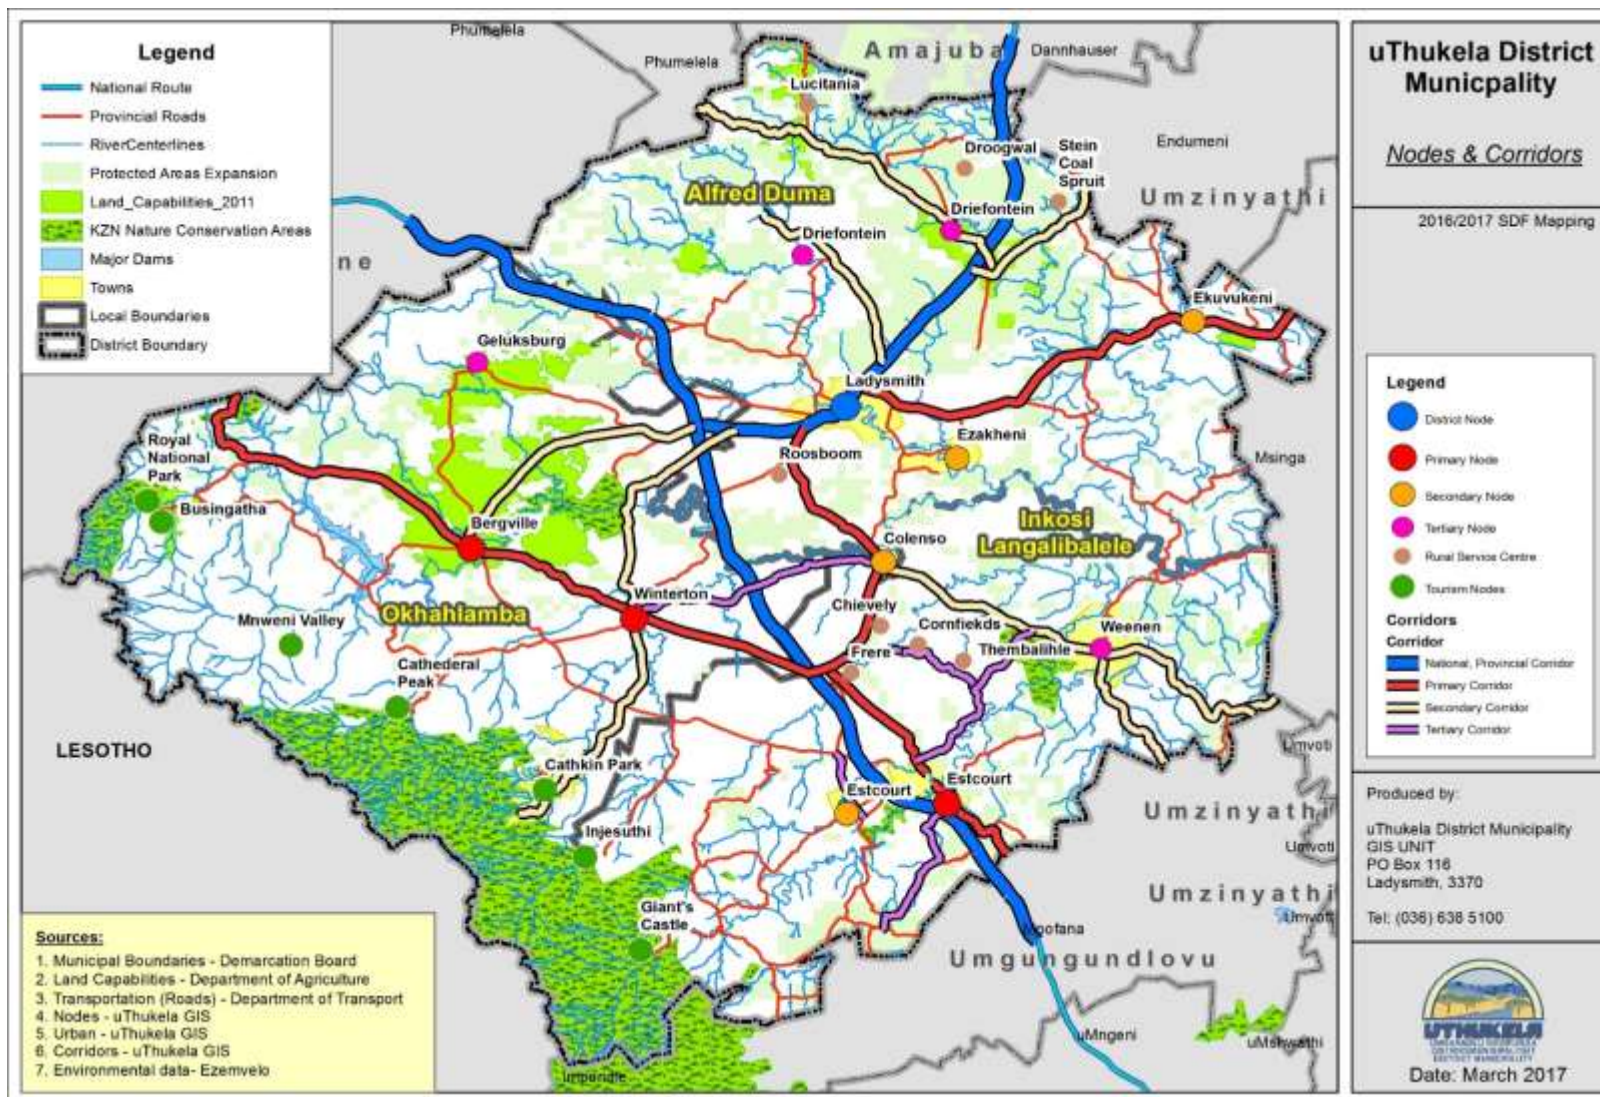 Legend
National Route
Provincial Roads
RiverCenterlines
Protected Areas Expansion
Land_Capabilities_2011
KZN Nature Conservation Areas
Major Dams
Towns
Local Boundaries
District Boundary
Phumelela
Phumelela
Amajuba
Dannhauser
Endumeni
Umzinyathi
ne
Lucitania
Droogwal
Stein
Coal
Spruit
Alfred Duma
Driefontein
Driefontein
Ekuvukeni
Geluksburg
Ladysmith
Royal
National
Park
Roosboom
Ezakheni
Msinga
Busingatha
Bergville
Inkosi
Langalibalele
Colenso
Winterton
Okhahlamba
Chievely
Cornfiekds
Weenen
Mnweni Valley
Frere
Thembalihle
Cathederal
Peak
LESOTHO
Umvoti
Cathkin Park
Estcourt
Estcourt
Umzinyathi
Injesuthi
Umvoti
Umzinyathi
Umvoti
Giant's
Castle
Mpofana
Umgungundlovu
uMngeni
uMshwathi
Impendle
Sources:
1. Municipal Boundaries - Demarcation Board
2. Land Capabilities - Department of Agriculture
3. Transportation (Roads) - Department of Transport
4. Nodes - uThukela GIS
5. Urban - uThukela GIS
6. Corridors - uThukela GIS
7. Environmental data- Ezemvelo
uThukela District
Municpality
Nodes & Corridors
2016/2017 SDF Mapping
Legend
District Node
Primary Node
Secondary Node
Tertiary Node
Rural Service Centre
Tourism Nodes
Corridors
Corridor
National, Provincial Corridor
Primary Corridor
Secondary Corridor
Tertiary Corridor
Produced by:
uThukela District Municipality
GIS UNIT
PO Box 116
Ladysmith, 3370
Tel: (036) 638 5100
UTHUKELA
DISTRICT MUNICIPALITY
Date: March 2017